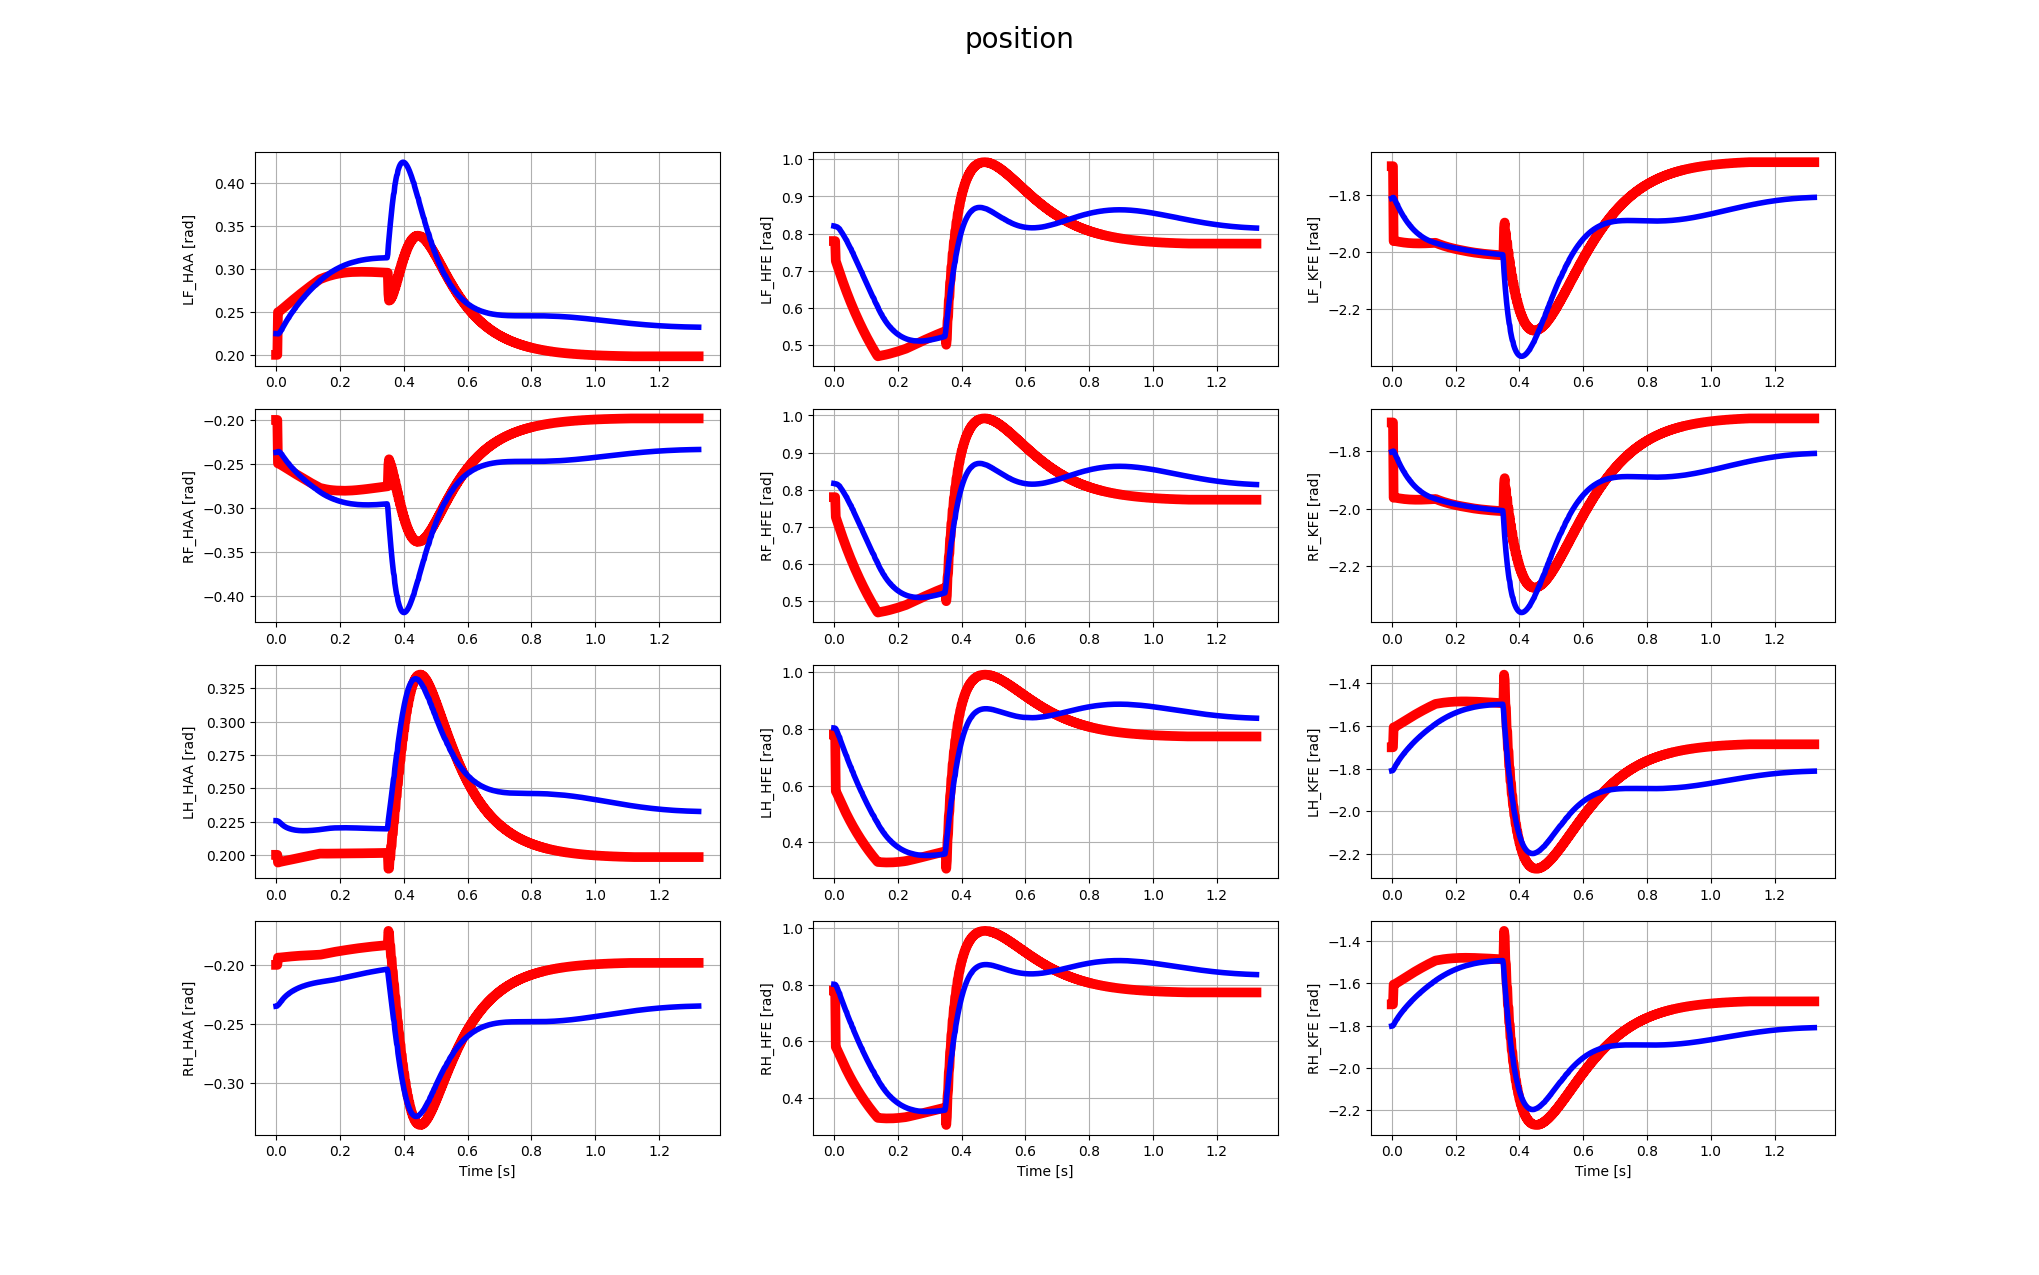 position
LF_HAA [rad]
0.40
0.35
0.30
0.25
0.20
0.0 0.2 0.4 0.6 0.8 1.0 1.2
LF_HFE [rad]
1.0
0.9
0.8
0.7
0.6
0.5
0.0 0.2 0.4 0.6 0.8 1.0 1.2
LF_KFE [rad]
−1.8
−2.0
−2.2
0.0 0.2 0.4 0.6 0.8 1.0 1.2
RF_HAA [rad]
−0.20
−0.25
−0.30
−0.35
−0.40
0.0 0.2 0.4 0.6 0.8 1.0 1.2
RF_HFE [rad]
1.0
0.9
0.8
0.7
0.6
0.5
0.0 0.2 0.4 0.6 0.8 1.0 1.2
RF_KFE [rad]
−1.8
−2.0
−2.2
0.0 0.2 0.4 0.6 0.8 1.0 1.2
LH_HAA [rad]
0.325
0.300
0.275
0.250
0.225
0.200
0.0 0.2 0.4 0.6 0.8 1.0 1.2
LH_HFE [rad]
1.0
0.8
0.6
0.4
0.0 0.2 0.4 0.6 0.8 1.0 1.2
LH_KFE [rad]
−1.4
−1.6
−1.8
−2.0
−2.2
0.0 0.2 0.4 0.6 0.8 1.0 1.2
RH_HAA [rad]
−0.20
−0.25
−0.30
0.0 0.2 0.4 0.6 0.8 1.0 1.2
Time [s]
RH_HFE [rad]
1.0
0.8
0.6
0.4
0.0 0.2 0.4 0.6 0.8 1.0 1.2
Time [s]
RH_KFE [rad]
−1.4
−1.6
−1.8
−2.0
−2.2
0.0 0.2 0.4 0.6 0.8 1.0 1.2
Time [s]